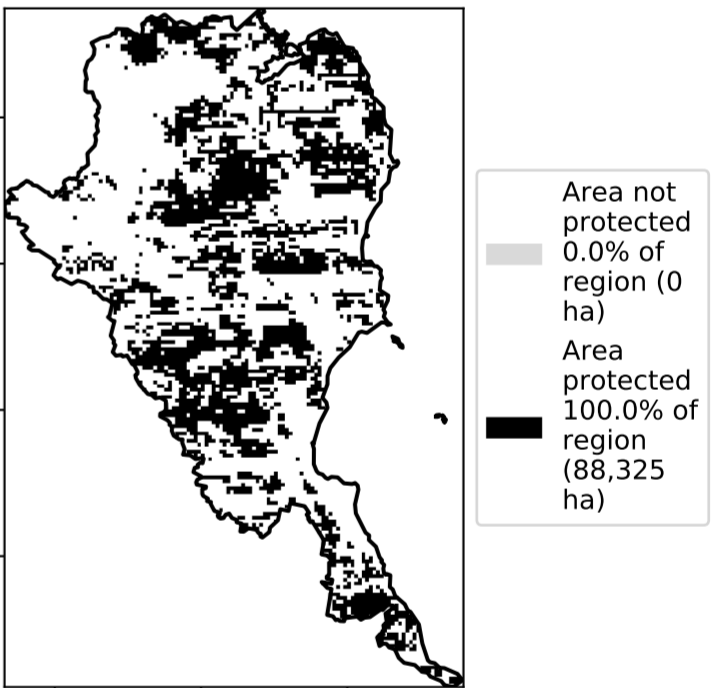 Area not
protected
0.0% of
region (0
ha)
Area
protected
100.0% of
region
(88,325
ha)